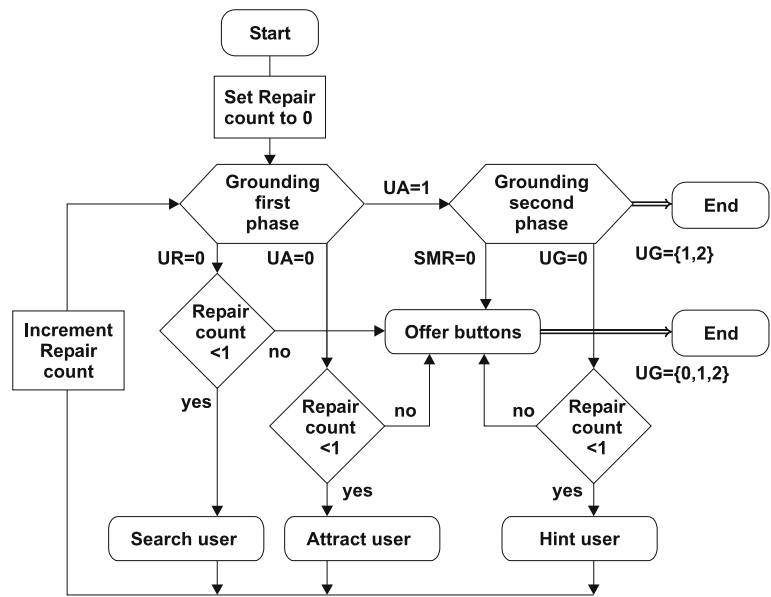 Start
Set Repair
count to 0
Grounding
first
phase
UA=1
Grounding
second
phase
End
UG={1,2}
UR=0
UA=0
SMR=0
UG=0
Increment
Repair
count
Repair
count
<1
no
yes
Offer buttons
End
UG={0,1,2}
Repair
count
<1
no
yes
no
Repair
count
<1
yes
Search user
Attract user
Hint user